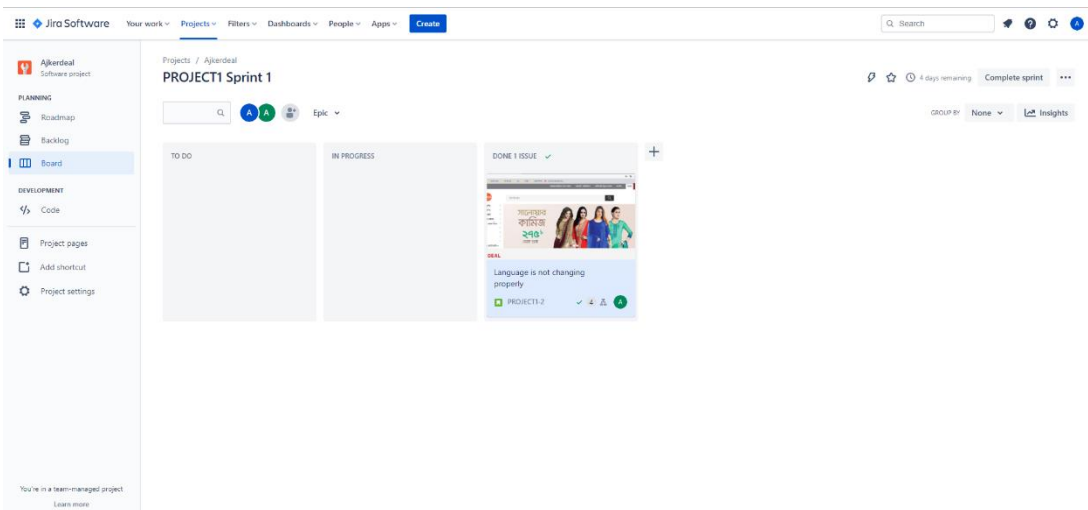 Jira Software
Your work Projects Filters Dashboards People Apps Create
Search
Ajkerdeal
Software project
PLANNING
Roadmap
Backlog
Board
DEVELOPMENT
Code
Project pages
Add shortcut
Project settings
You're in a team-managed project
Learn more
Projects / Ajkerdeal
PROJECT1 Sprint 1
4 days remaining Complete sprint
A A Epic
GROUP BY None Insights
TO DO
IN PROGRESS
DONE 1 ISSUE
সালোয়ার
কামিজ
২৭৫
DEAL
Language is not changing
properly
PROJECT1-2
A